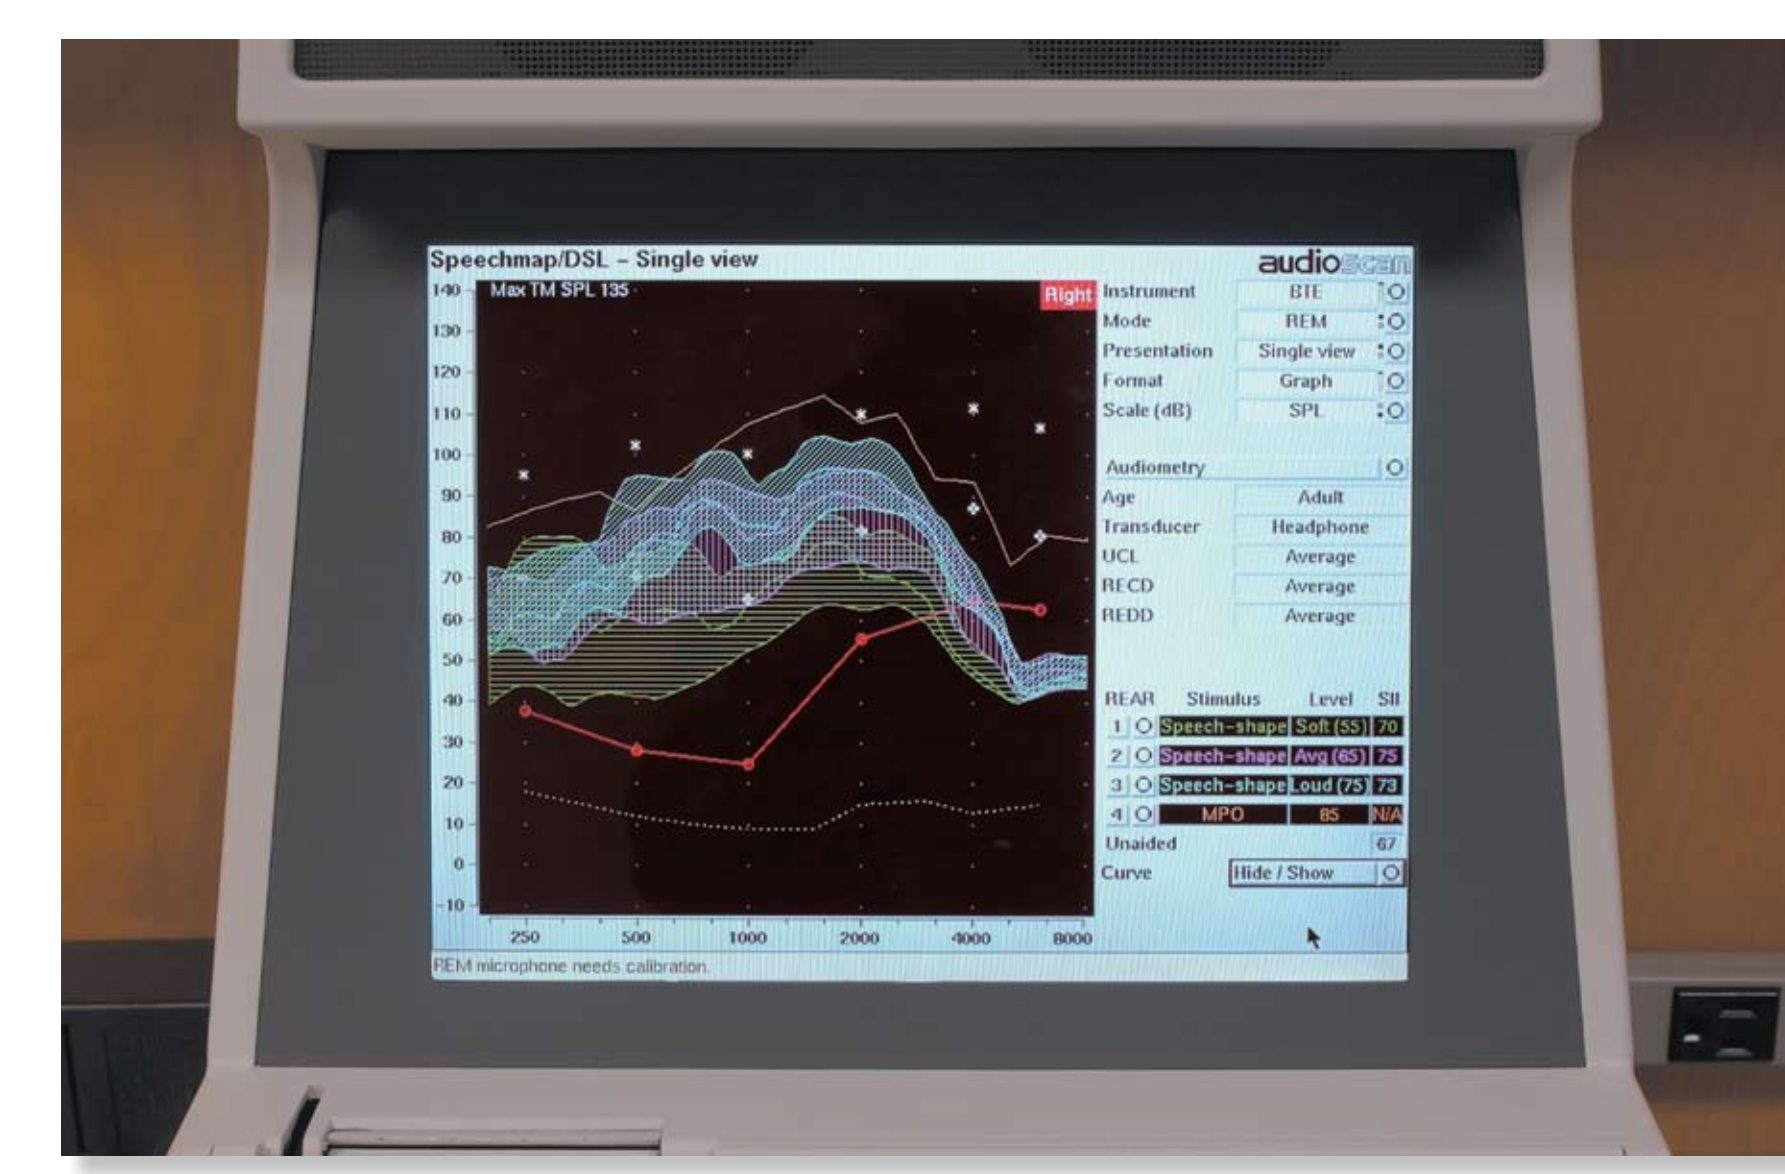 Speechmap/DSL – Single view
audioscan
Max TM SPL 135
Right
140
130
120
110
100
90
80
70
60
50
40
30
20
10
0
-10
250 500 1000 2000 4000 8000
Instrument BTE
Mode REM
Presentation Single view
Format Graph
Scale (dB) SPL
Audiometry
Age Adult
Transducer Headphone
UCL Average
RECD Average
REDD Average
REAR Stimulus Level SII
1 Speech-shape Soft (55) 70
2 Speech-shape Avg (65) 75
3 Speech-shape Loud (75) 73
4 MPO 85 N/A
Unaided 67
Curve Hide / Show
REM microphone needs calibration.